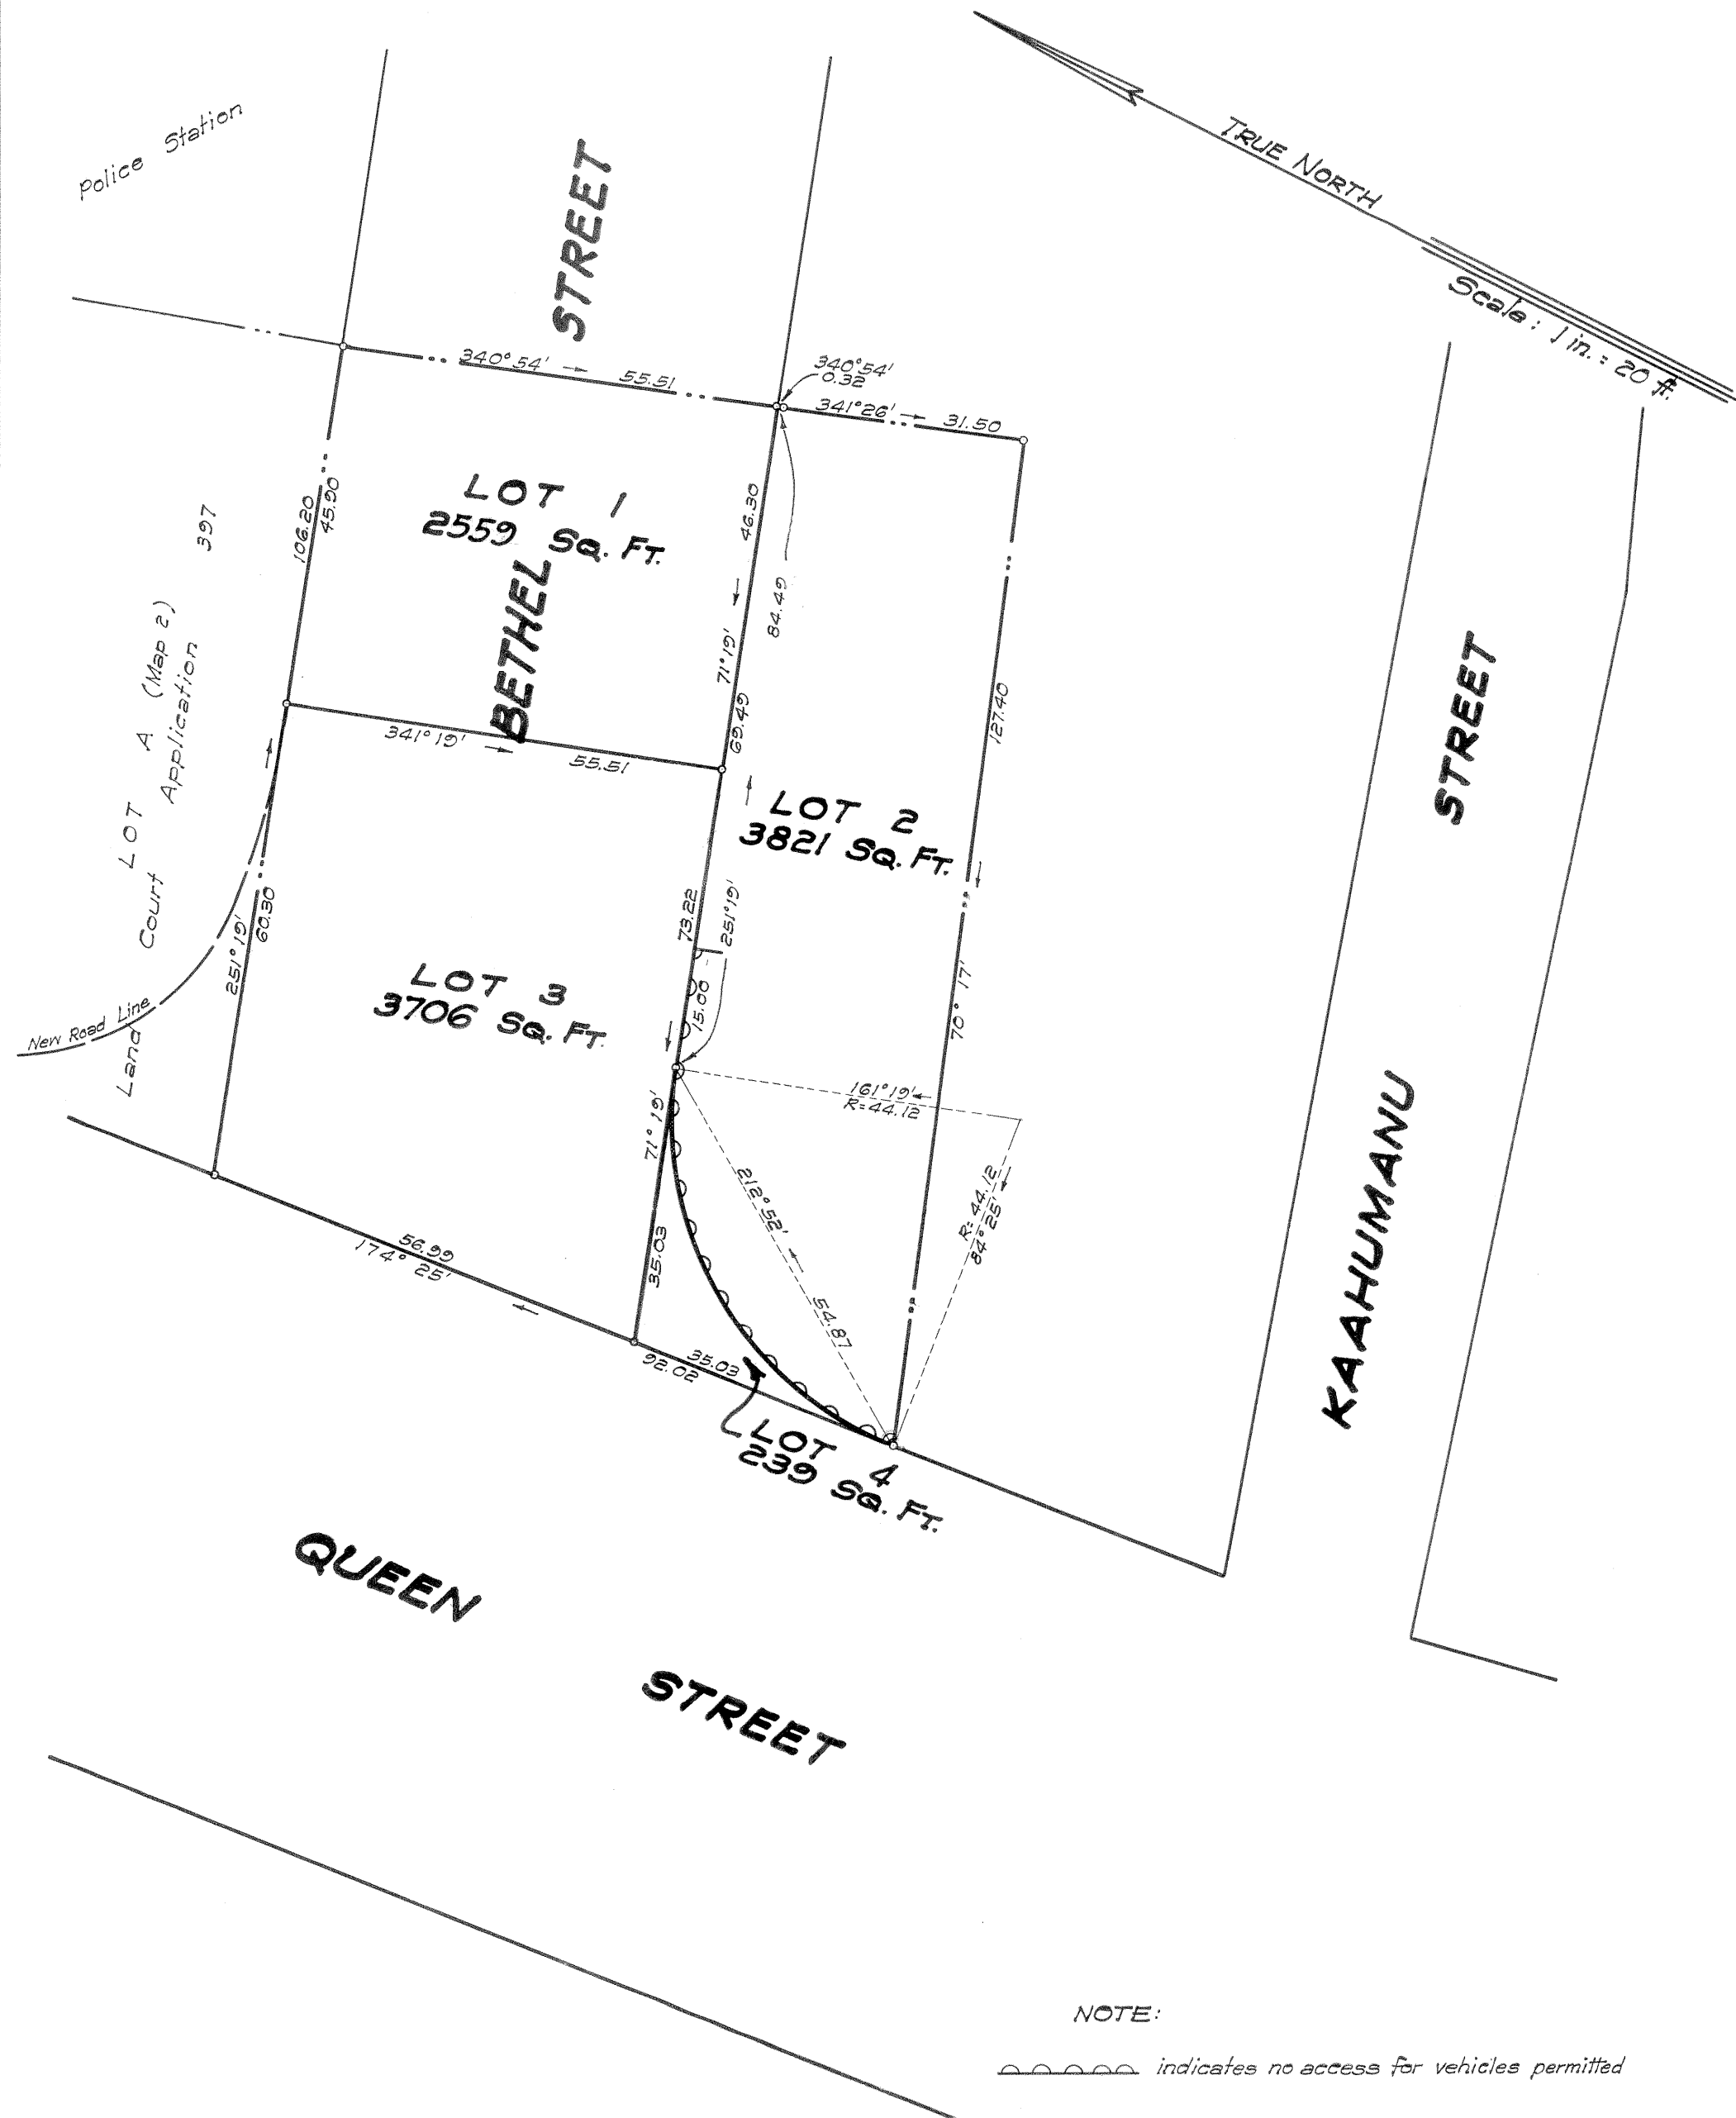 Police Station
STREET
TRUE NORTH
Scale: 1 in. = 20 ft.
340° 54'
55.51
340° 54'
0.32
341° 26'
31.50
LOT 1
2559 SQ. FT.
106.20
45.90
46.30
71° 19'
84.49
69.49
127.40
BETHEL
LOT A (Map 2)
Land Court Application 397
341° 19'
55.51
STREET
LOT 2
3821 SQ. FT.
73.22
251° 19'
15.00
70° 17'
LOT 3
3706 SQ. FT.
251° 19'
60.30
New Road Line
161° 19'
R=44.12
KAAHUMANU
71° 19'
35.03
212° 52'
54.87
R=44.12
84° 25'
56.99
174° 25'
35.03
92.02
LOT 4
239 SQ. FT.
QUEEN
STREET
NOTE:
indicates no access for vehicles permitted